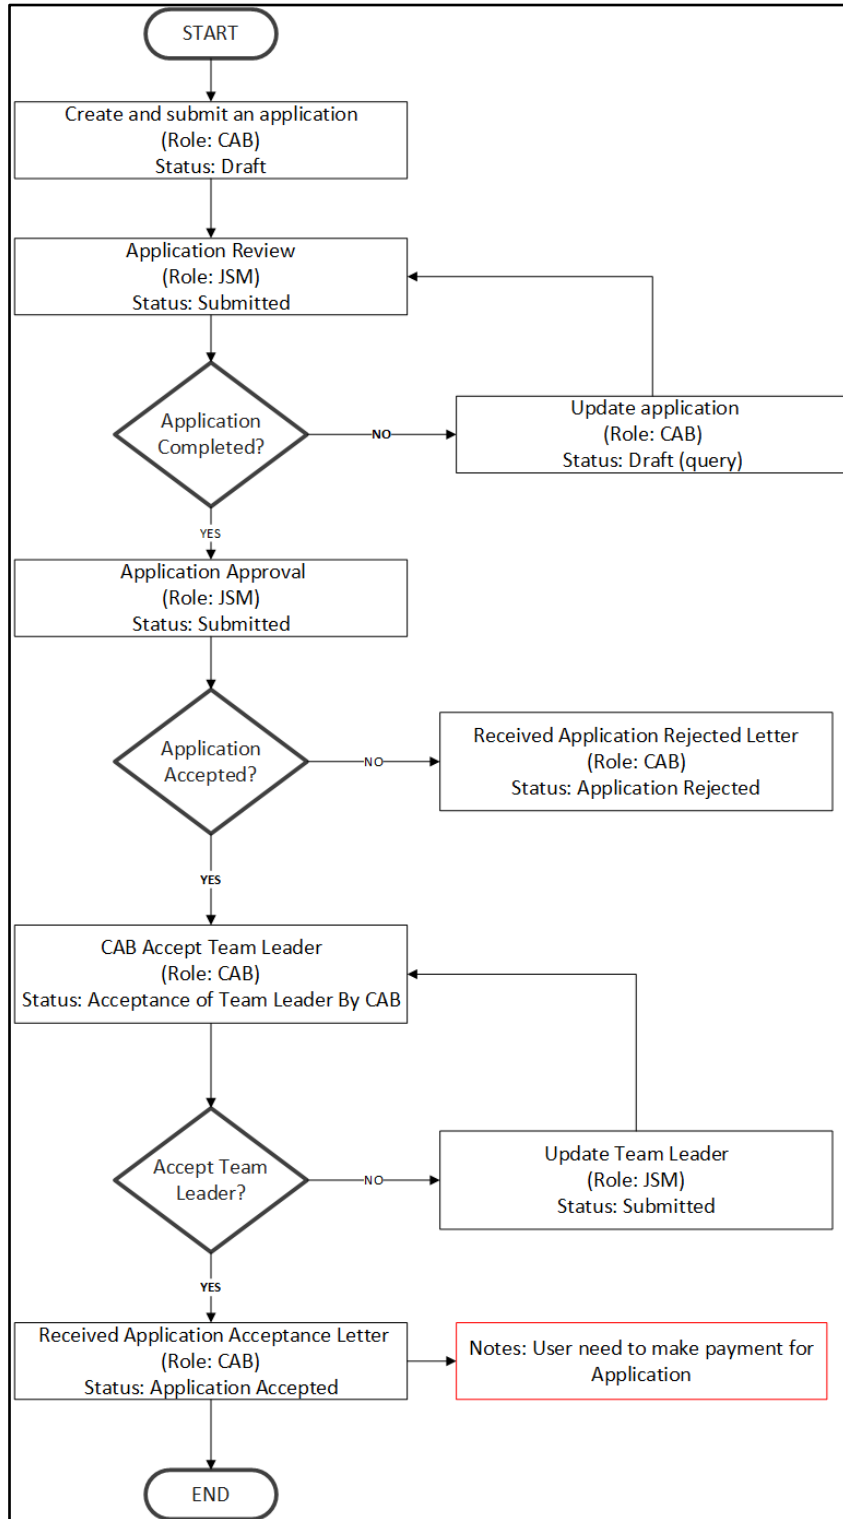 START
Create and submit an application
(Role: CAB)
Status: Draft
Application Review
(Role: JSM)
Status: Submitted
Application
Completed?
NO
Update application
(Role: CAB)
Status: Draft (query)
YES
Application Approval
(Role: JSM)
Status: Submitted
Application
Accepted?
NO
Received Application Rejected Letter
(Role: CAB)
Status: Application Rejected
YES
CAB Accept Team Leader
(Role: CAB)
Status: Acceptance of Team Leader By CAB
Accept Team
Leader?
NO
Update Team Leader
(Role: JSM)
Status: Submitted
YES
Received Application Acceptance Letter
(Role: CAB)
Status: Application Accepted
Notes: User need to make payment for
Application
END